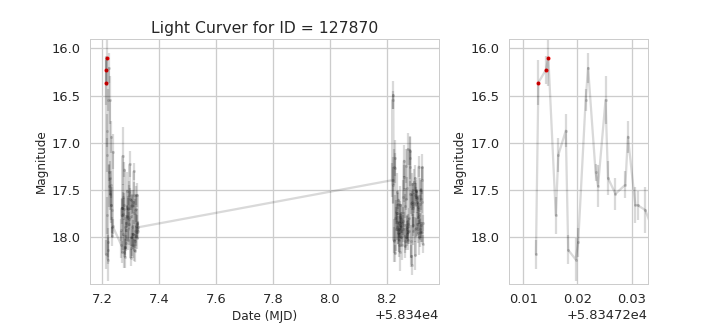 Light Curver for ID = 127870
Magnitude
16.0
16.5
17.0
17.5
18.0
7.2 7.4 7.6 7.8 8.0 8.2
Date (MJD)
+5.834e4
Magnitude
16.0
16.5
17.0
17.5
18.0
0.01 0.02 0.03
+5.83472e4